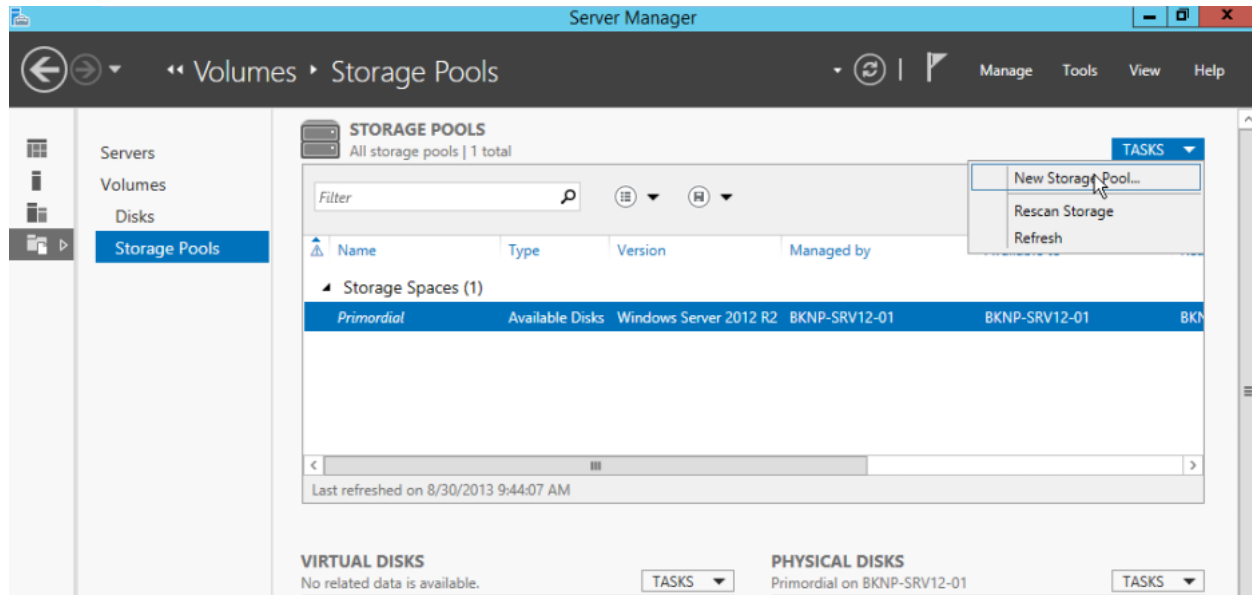 Server Manager
Volumes Storage Pools
Manage Tools View Help
STORAGE POOLS
All storage pools | 1 total
TASKS
New Storage Pool...
Rescan Storage
Refresh
Servers
Volumes
Disks
Storage Pools
Filter
Name Type Version Managed by
Storage Spaces (1)
Primordial Available Disks Windows Server 2012 R2 BKNP-SRV12-01 BKNP-SRV12-01
Last refreshed on 8/30/2013 9:44:07 AM
VIRTUAL DISKS
No related data is available.
TASKS
PHYSICAL DISKS
Primordial on BKNP-SRV12-01
TASKS